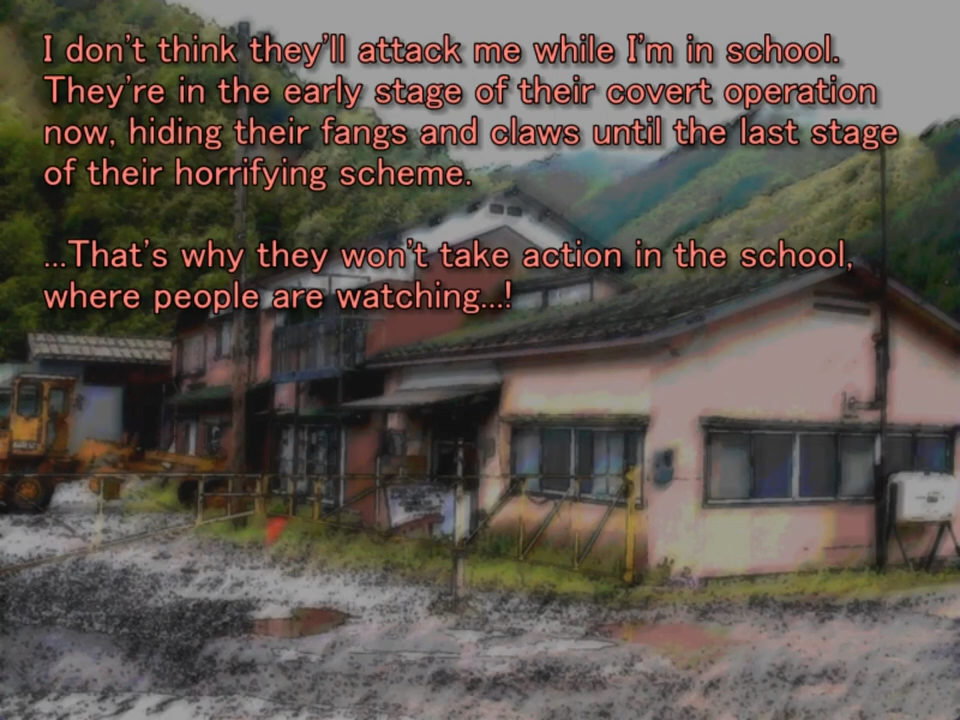 I don't think they'll attack me while I'm in school.
They're in the early stage of their covert operation
now, hiding their fangs and claws until the last stage
of their horrifying scheme.
...That's why they won't take action in the school,
where people are watching...!